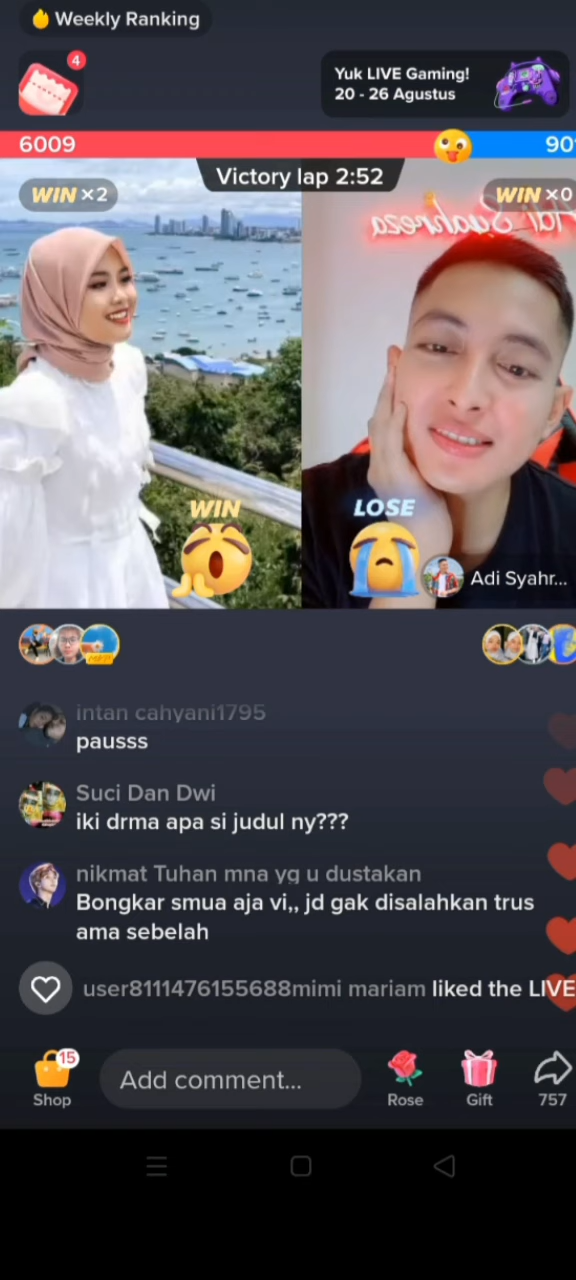 Weekly Ranking
4
Yuk LIVE Gaming!
20 - 26 Agustus
6009
901
Victory lap 2:52
WIN ×2
WIN ×0
Adi Syahreza
WIN
LOSE
Adi Syahr...
intan cahyani1795
pausss
Suci Dan Dwi
iki drma apa si judul ny???
nikmat Tuhan mna yg u dustakan
Bongkar smua aja vi,, jd gak disalahkan trus
ama sebelah
user8111476155688mimi mariam liked the LIVE
15
Shop
Add comment...
Rose
Gift
757